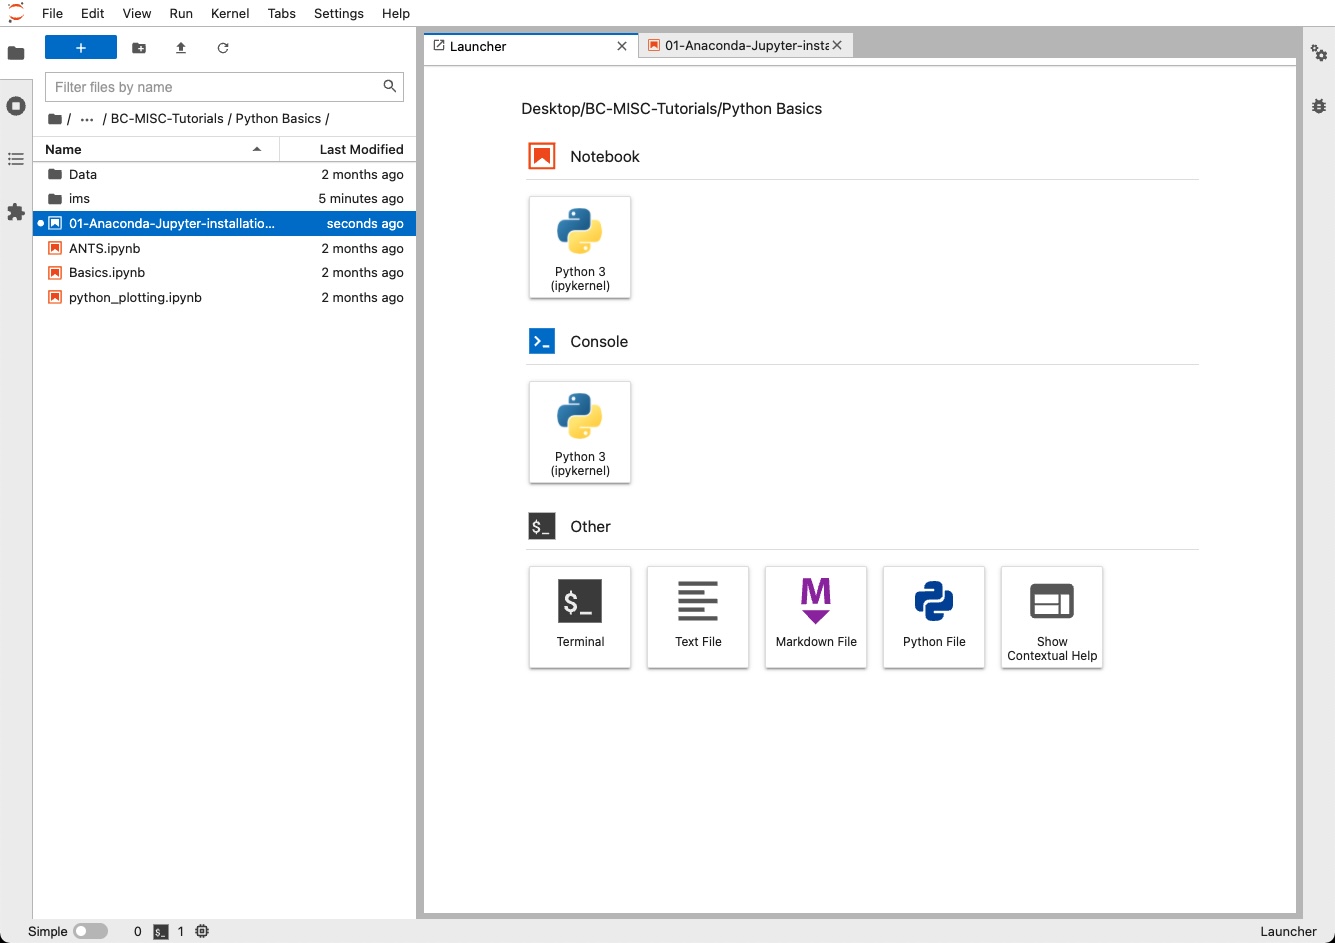 File Edit View Run Kernel Tabs Settings Help
+
Launcher
01-Anaconda-Jupyter-insta
Filter files by name
/ ... / BC-MISC-Tutorials / Python Basics /
Name Last Modified
Data 2 months ago
ims 5 minutes ago
01-Anaconda-Jupyter-installatio... seconds ago
ANTS.ipynb 2 months ago
Basics.ipynb 2 months ago
python_plotting.ipynb 2 months ago
Desktop/BC-MISC-Tutorials/Python Basics
Notebook
Python 3
(ipykernel)
>_ Console
Python 3
(ipykernel)
$_ Other
$_
Terminal
Text File
M
Markdown File
Python File
Show
Contextual Help
Simple 0 $_ 1 Launcher